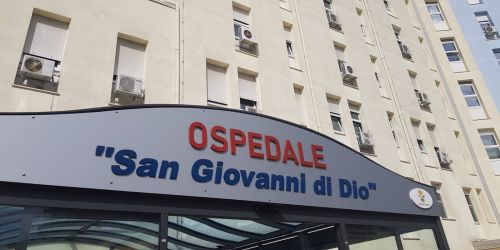 OSPEDALE
"San Giovanni di Dio"